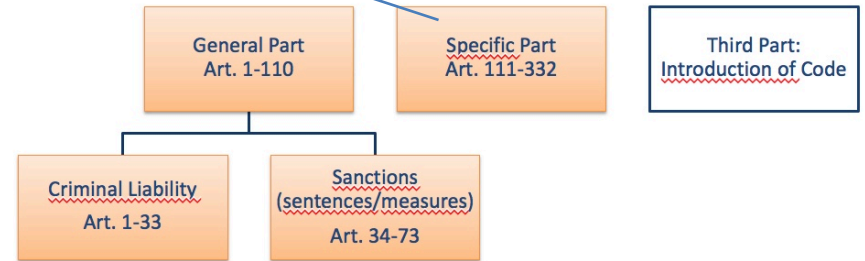 General Part
Art. 1-110
Specific Part
Art. 111-332
Third Part:
Introduction of Code
Criminal Liability
Art. 1-33
Sanctions
(sentences/measures)
Art. 34-73